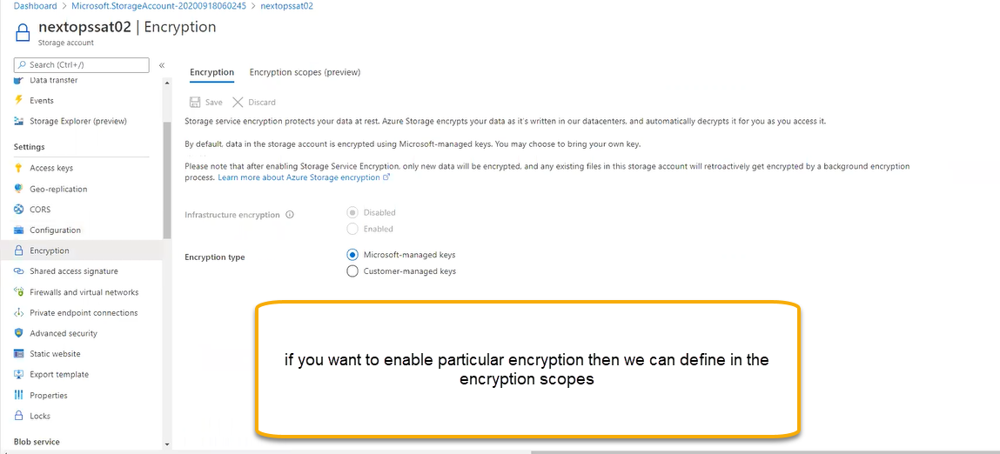 Dashboard > Microsoft.StorageAccount-20200918060245 > nextopssat02
nextopssat02 | Encryption
Storage account
Search (Ctrl+/)
«
Data transfer
Events
Storage Explorer (preview)
Settings
Access keys
Geo-replication
CORS
Configuration
Encryption
Shared access signature
Firewalls and virtual networks
Private endpoint connections
Advanced security
Static website
Export template
Properties
Locks
Blob service
Encryption Encryption scopes (preview)
Save Discard
Storage service encryption protects your data at rest. Azure Storage encrypts your data as it's written in our datacenters, and automatically decrypts it for you as you access it.
By default, data in the storage account is encrypted using Microsoft-managed keys. You may choose to bring your own key.
Please note that after enabling Storage Service Encryption, only new data will be encrypted, and any existing files in this storage account will retroactively get encrypted by a background encryption
process. Learn more about Azure Storage encryption
Infrastructure encryption Disabled
Enabled
Encryption type Microsoft-managed keys
Customer-managed keys
if you want to enable particular encryption then we can define in the
encryption scopes